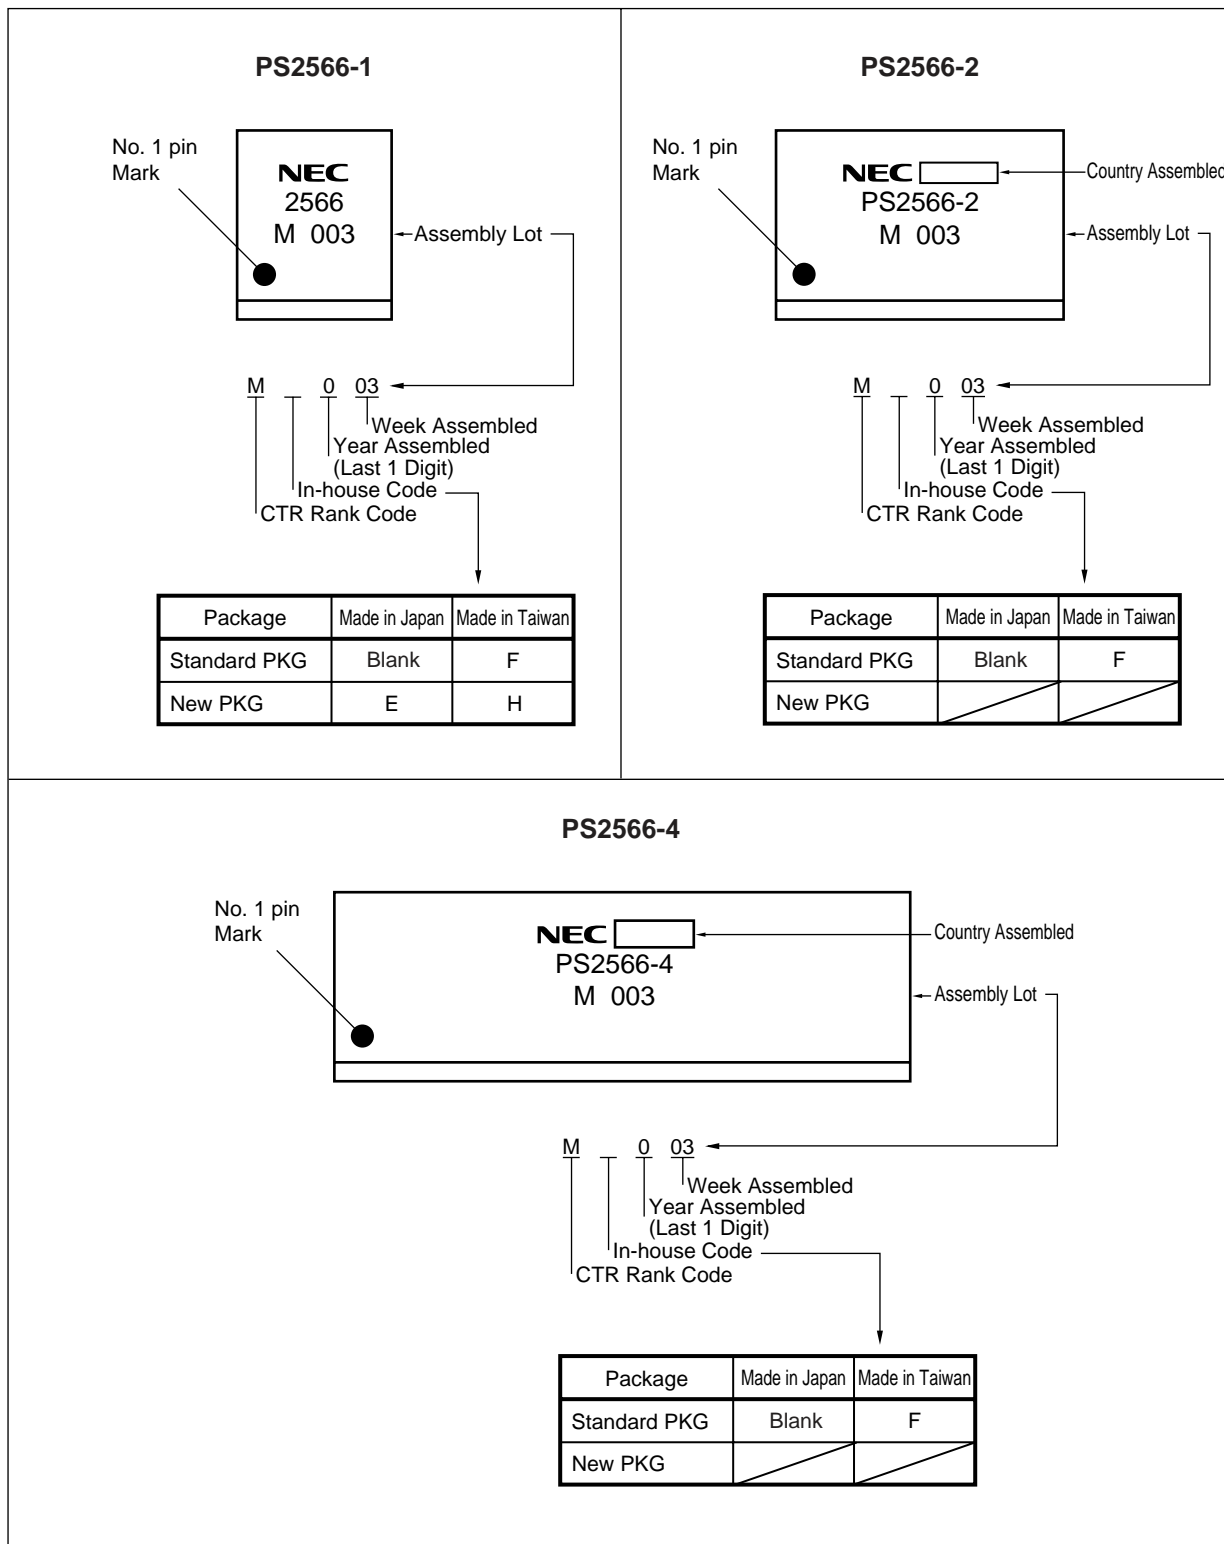 PS2566-1
No. 1 pin
Mark
NEC
2566
M 003
Assembly Lot
M 0 03
Week Assembled
Year Assembled
(Last 1 Digit)
In-house Code
CTR Rank Code
Package Made in Japan Made in Taiwan
Standard PKG Blank F
New PKG E H
PS2566-2
No. 1 pin
Mark
NEC
Country Assembled
PS2566-2
M 003
Assembly Lot
M 0 03
Week Assembled
Year Assembled
(Last 1 Digit)
In-house Code
CTR Rank Code
Package Made in Japan Made in Taiwan
Standard PKG Blank F
New PKG
PS2566-4
No. 1 pin
Mark
NEC
Country Assembled
PS2566-4
M 003
Assembly Lot
M 0 03
Week Assembled
Year Assembled
(Last 1 Digit)
In-house Code
CTR Rank Code
Package Made in Japan Made in Taiwan
Standard PKG Blank F
New PKG